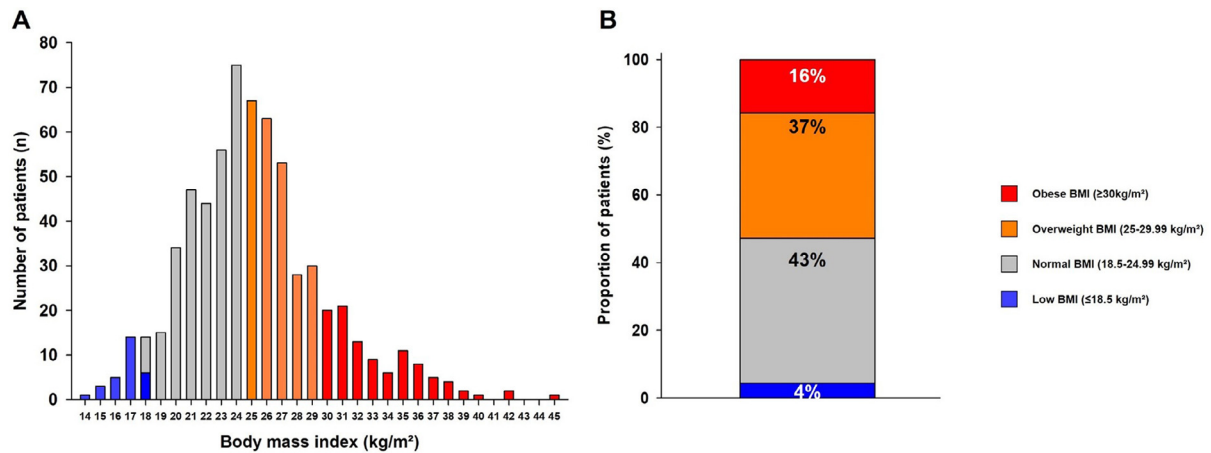 A
Number of patients (n)
80
70
60
50
40
30
20
10
0
14 15 16 17 18 19 20 21 22 23 24 25 26 27 28 29 30 31 32 33 34 35 36 37 38 39 40 41 42 43 44 45
Body mass index (kg/m²)
B
Proportion of patients (%)
100
80
60
40
20
0
16%
37%
43%
4%
Obese BMI (≥30kg/m²)
Overweight BMI (25-29.99 kg/m²)
Normal BMI (18.5-24.99 kg/m²)
Low BMI (≤18.5 kg/m²)